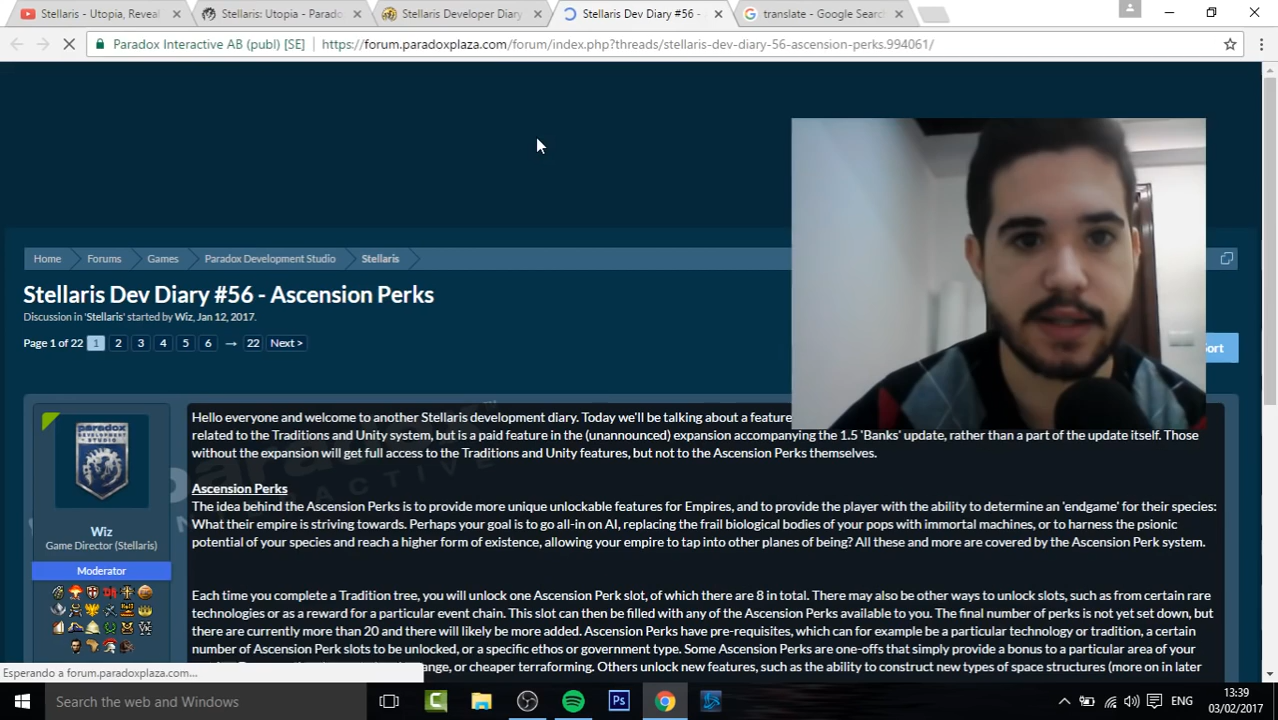 Stellaris - Utopia, Reveal
Stellaris: Utopia - Parado
Stellaris Developer Diary
Stellaris Dev Diary #56 -
translate - Google Search
Paradox Interactive AB (publ) [SE]
https://forum.paradoxplaza.com/forum/index.php?threads/stellaris-dev-diary-56-ascension-perks.994061/
Home Forums Games Paradox Development Studio Stellaris
Stellaris Dev Diary #56 - Ascension Perks
Discussion in 'Stellaris' started by Wiz, Jan 12, 2017.
Page 1 of 22 1 2 3 4 5 6 → 22 Next >
ort
paradox
DEVELOPMENT
STUDIO
Wiz
Game Director (Stellaris)
Moderator
Hello everyone and welcome to another Stellaris development diary. Today we'll be talking about a feature
related to the Traditions and Unity system, but is a paid feature in the (unannounced) expansion accompanying the 1.5 'Banks' update, rather than a part of the update itself. Those
without the expansion will get full access to the Traditions and Unity features, but not to the Ascension Perks themselves.
Ascension Perks
The idea behind the Ascension Perks is to provide more unique unlockable features for Empires, and to provide the player with the ability to determine an 'endgame' for their species:
What their empire is striving towards. Perhaps your goal is to go all-in on AI, replacing the frail biological bodies of your pops with immortal machines, or to harness the psionic
potential of your species and reach a higher form of existence, allowing your empire to tap into other planes of being? All these and more are covered by the Ascension Perk system.
Each time you complete a Tradition tree, you will unlock one Ascension Perk slot, of which there are 8 in total. There may also be other ways to unlock slots, such as from certain rare
technologies or as a reward for a particular event chain. This slot can then be filled with any of the Ascension Perks available to you. The final number of perks is not yet set down, but
there are currently more than 20 and there will likely be more added. Ascension Perks have pre-requisites, which can for example be a particular technology or tradition, a certain
number of Ascension Perk slots to be unlocked, or a specific ethos or government type. Some Ascension Perks are one-offs that simply provide a bonus to a particular area of your
ange, or cheaper terraforming. Others unlock new features, such as the ability to construct new types of space structures (more on in later
Esperando a forum.paradoxplaza.com...
Search the web and Windows
Ps
ENG
13:39
03/02/2017